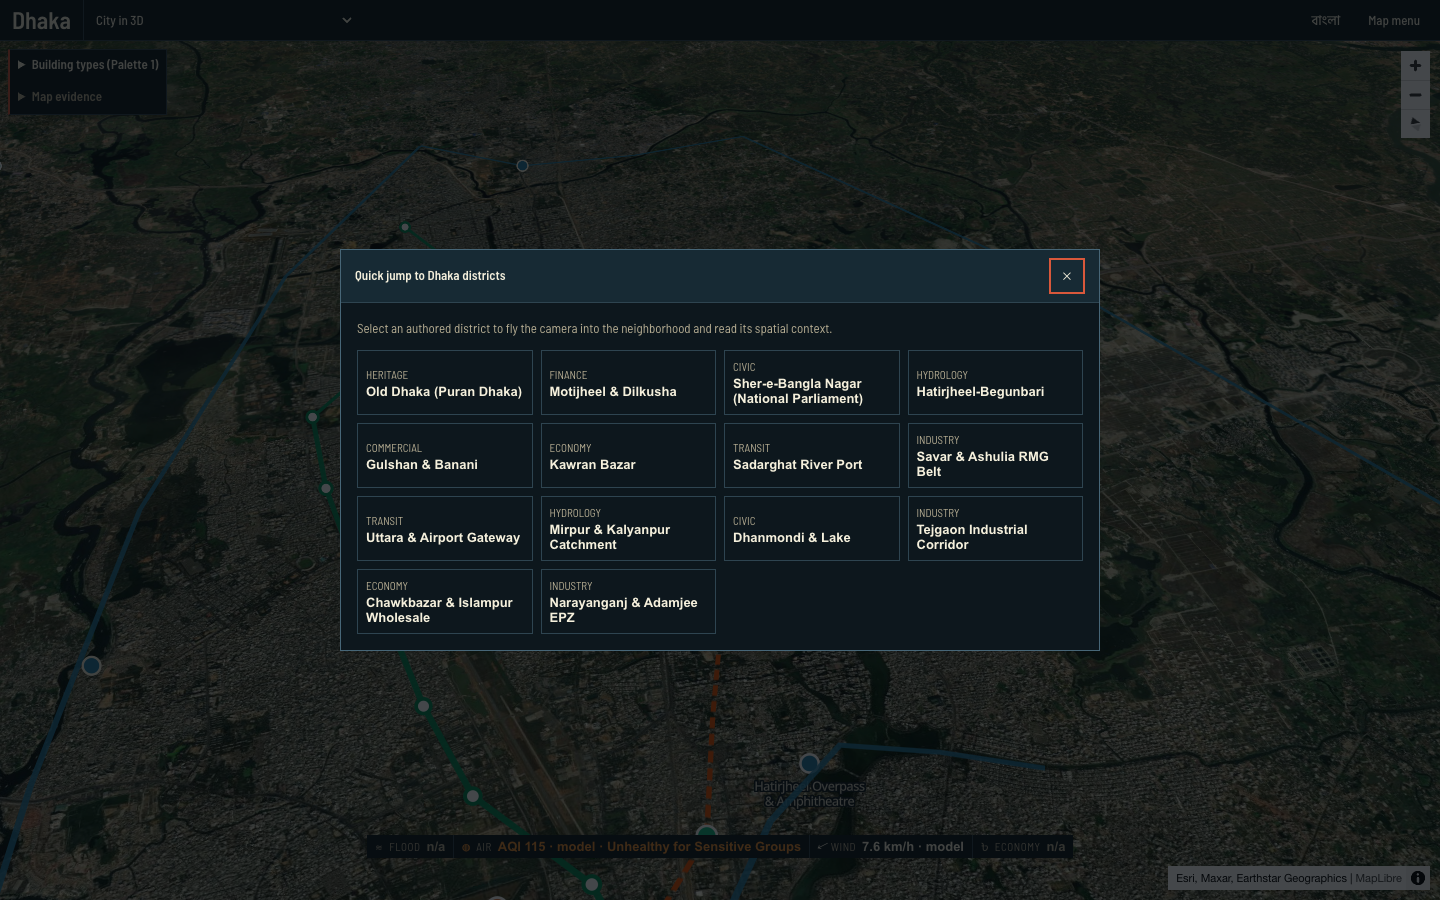 Dhaka
City in 3D
বাংলা
Map menu
Building types (Palette 1)
Map evidence
Quick jump to Dhaka districts
Select an authored district to fly the camera into the neighborhood and read its spatial context.
HERITAGE
Old Dhaka (Puran Dhaka)
FINANCE
Motijheel & Dilkusha
CIVIC
Sher-e-Bangla Nagar
(National Parliament)
HYDROLOGY
Hatirjheel-Begunbari
COMMERCIAL
Gulshan & Banani
ECONOMY
Kawran Bazar
TRANSIT
Sadarghat River Port
INDUSTRY
Savar & Ashulia RMG
Belt
TRANSIT
Uttara & Airport Gateway
HYDROLOGY
Mirpur & Kalyanpur
Catchment
CIVIC
Dhanmondi & Lake
INDUSTRY
Tejgaon Industrial
Corridor
ECONOMY
Chawkbazar & Islampur
Wholesale
INDUSTRY
Narayanganj & Adamjee
EPZ
Hatirjheel Overpass
& Amphitheatre
FLOOD n/a
AIR AQI 115 · model · Unhealthy for Sensitive Groups
WIND 7.6 km/h · model
ECONOMY n/a
Esri, Maxar, Earthstar Geographics | MapLibre